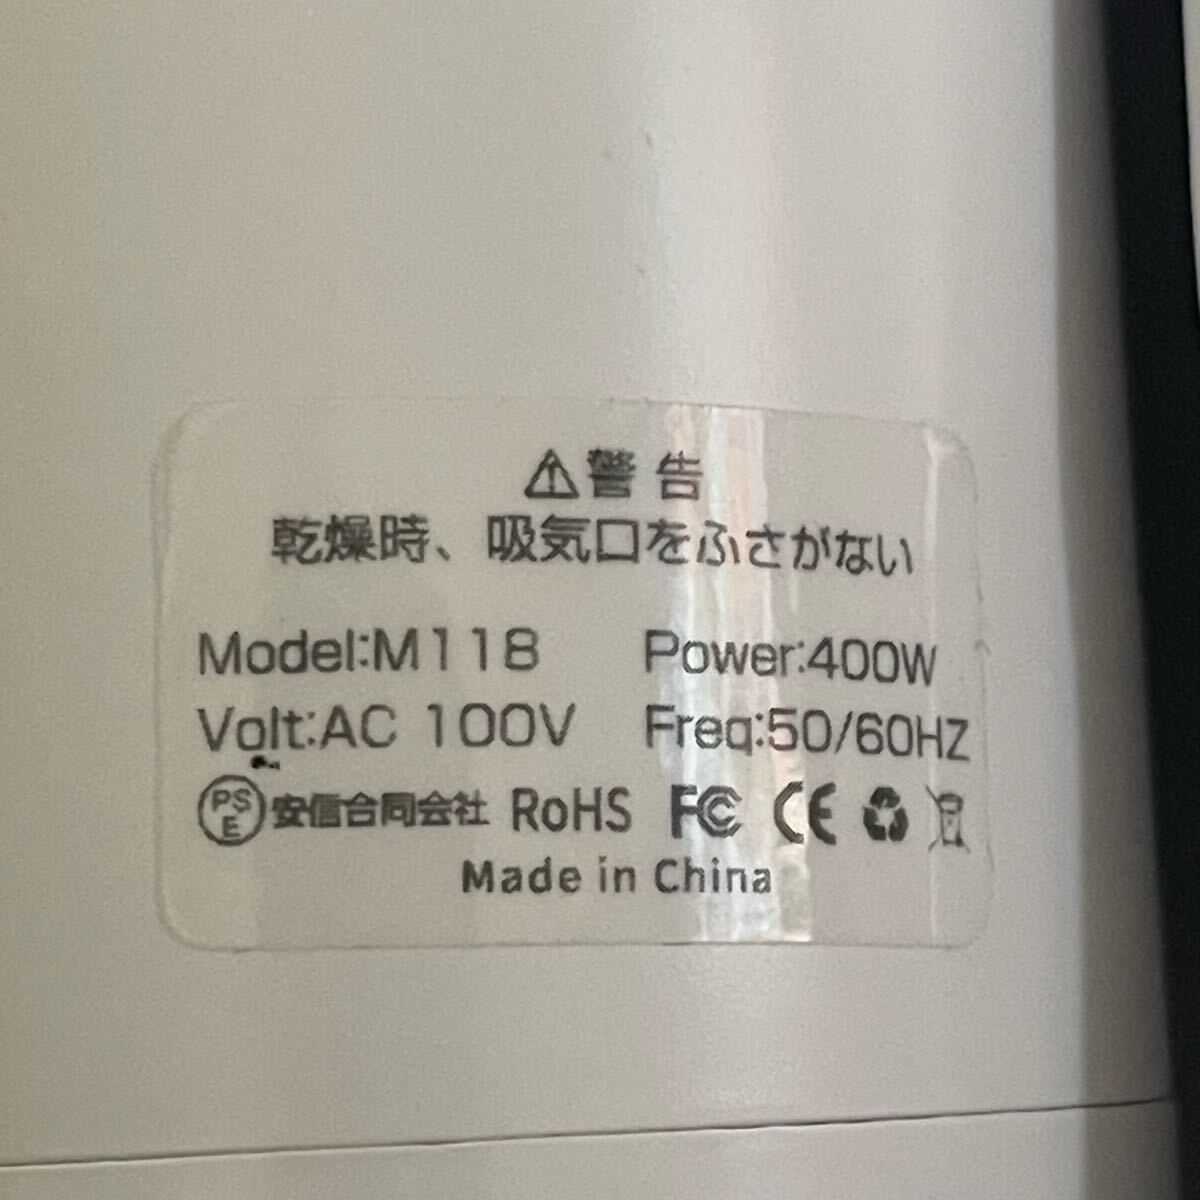 ⚠警告
乾燥時、吸気口をふさがない
Model:M118 Power:400W
Volt:AC 100V Freq:50/60HZ
PSE 安信合同会社 RoHS FC CE
Made in China